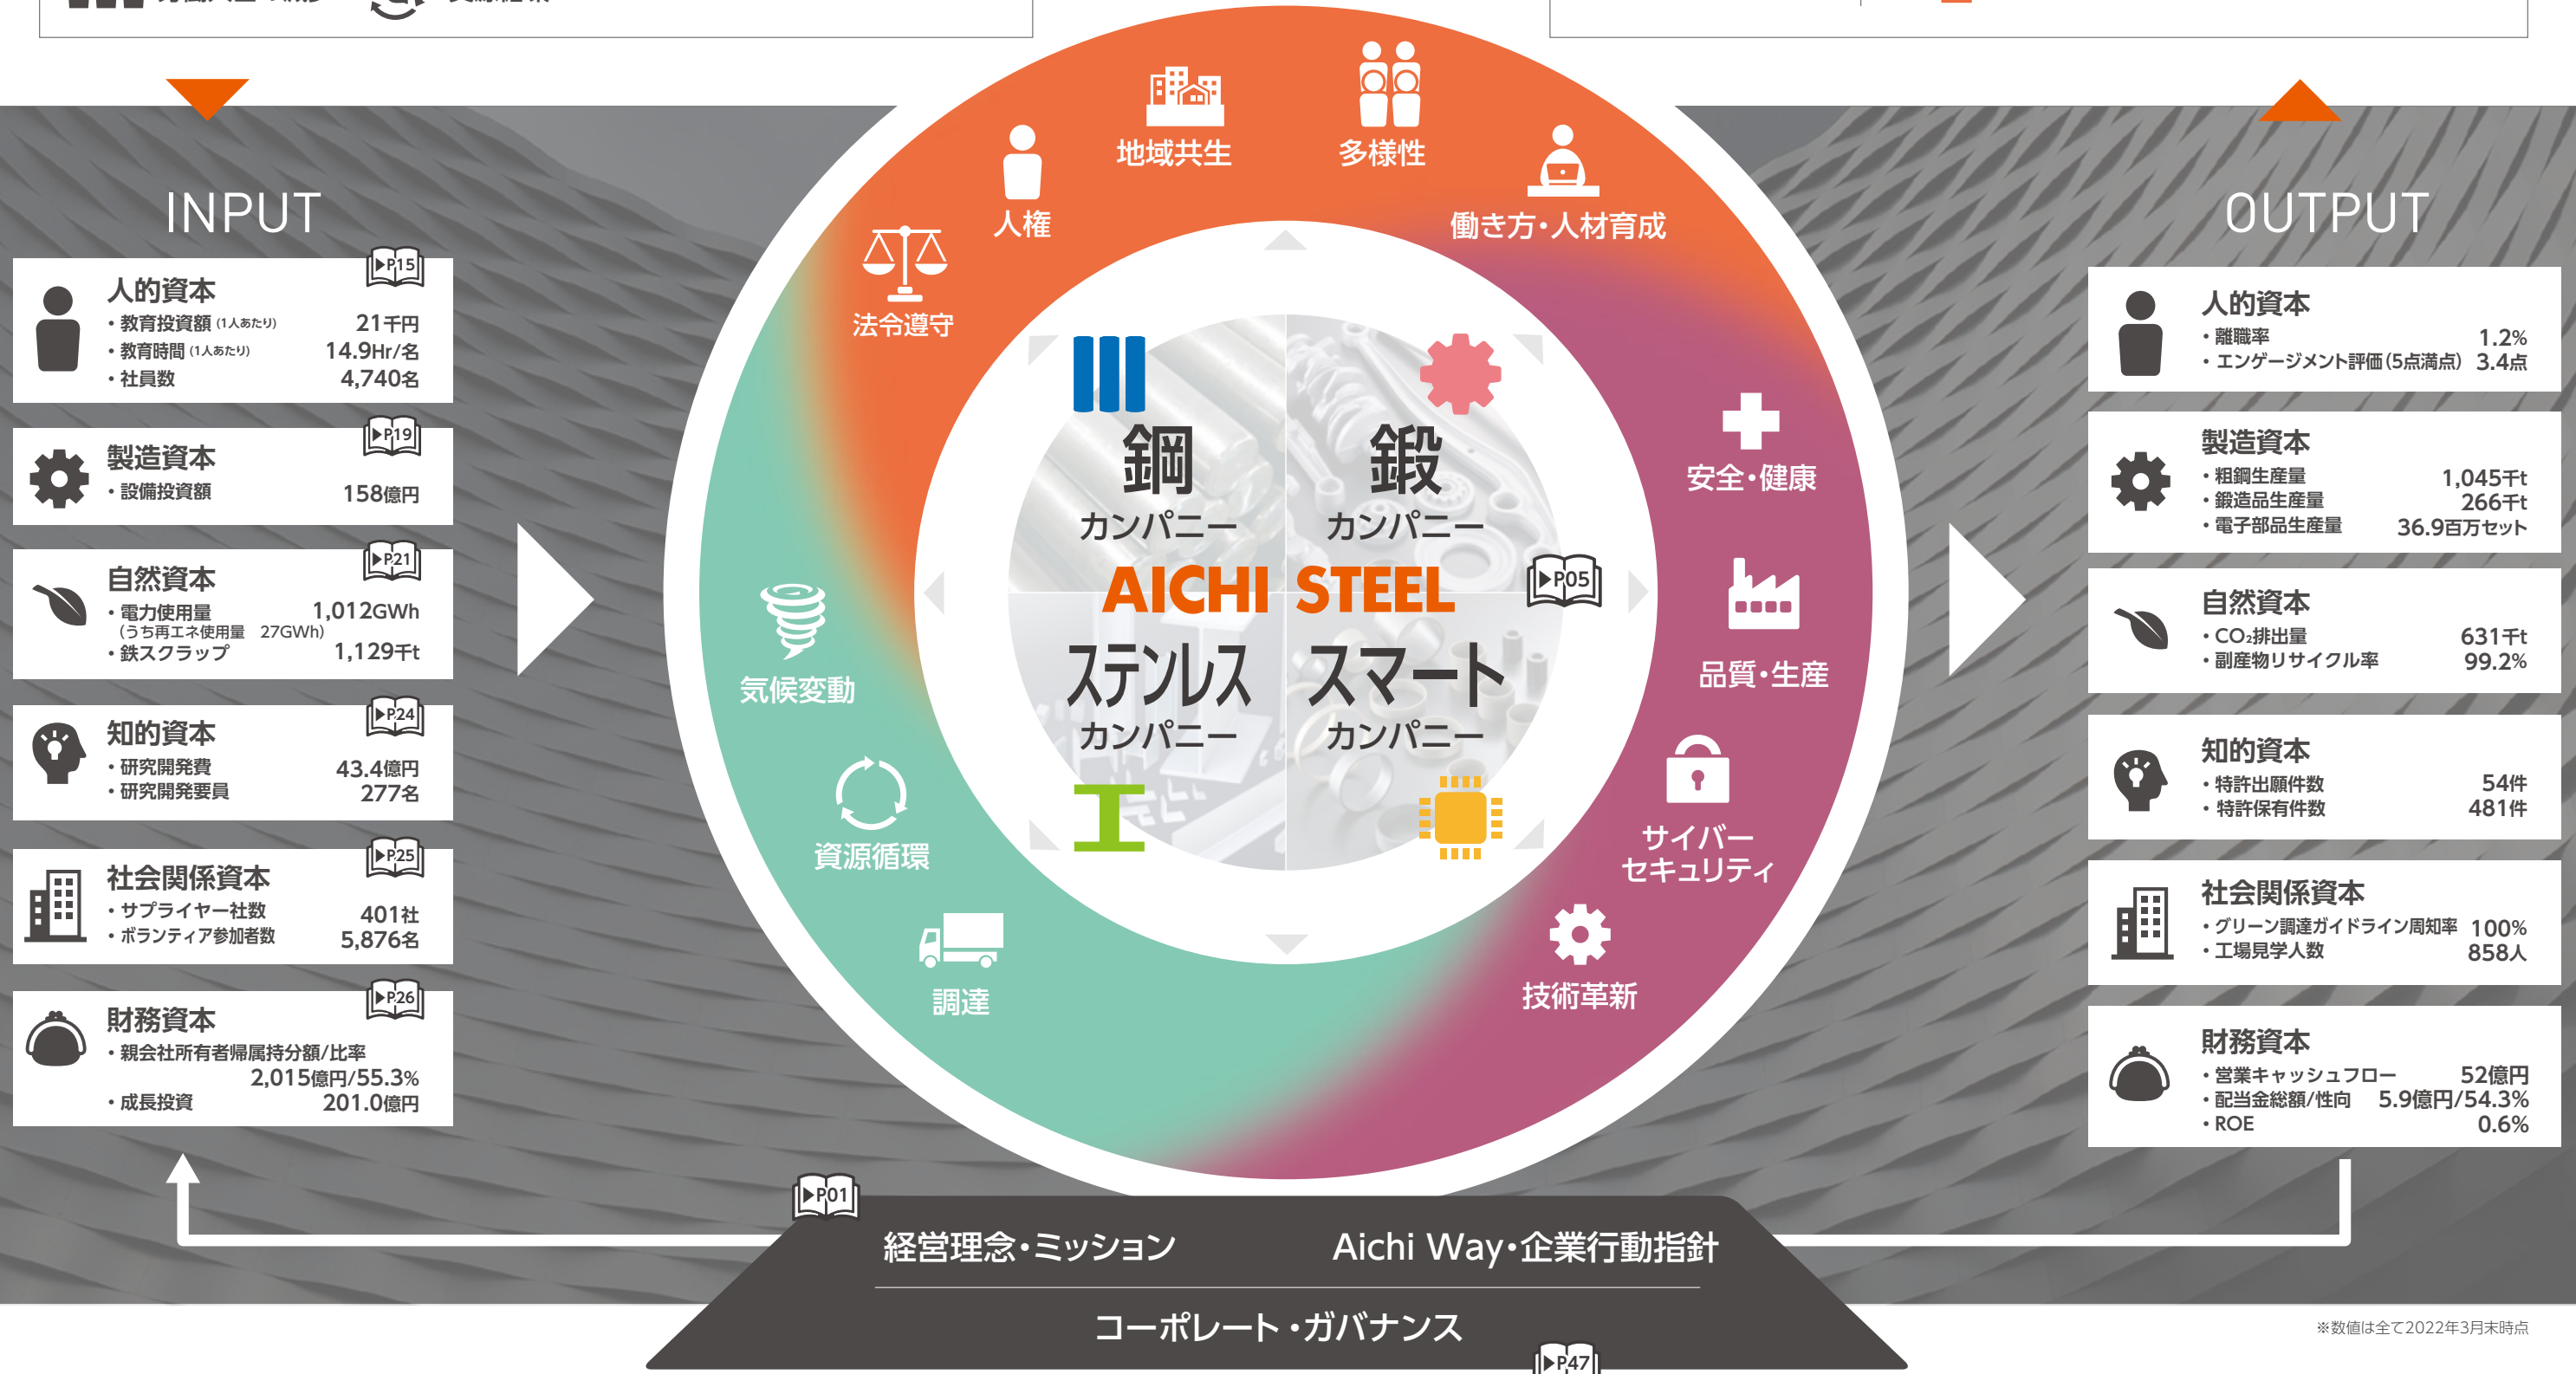 INPUT
人的資本
▶P.15
・教育投資額(1人あたり) 21千円
・教育時間(1人あたり) 14.9Hr/名
・社員数 4,740名
製造資本
▶P.19
・設備投資額 158億円
自然資本
▶P.21
・電力使用量 1,012GWh
(うち再エネ使用量 27GWh)
・鉄スクラップ 1,129千t
知的資本
▶P.24
・研究開発費 43.4億円
・研究開発要員 277名
社会関係資本
▶P.25
・サプライヤー社数 401社
・ボランティア参加者数 5,876名
財務資本
▶P.26
・親会社所有者帰属持分額/比率
2,015億円/55.3%
・成長投資 201.0億円
地域共生
多様性
人権
働き方・人材育成
法令遵守
安全・健康
気候変動
品質・生産
資源循環
サイバー
セキュリティ
調達
技術革新
鋼
カンパニー
鍛
カンパニー
AICHI STEEL
▶P.05
ステンレス
カンパニー
スマート
カンパニー
OUTPUT
人的資本
・離職率 1.2%
・エンゲージメント評価(5点満点) 3.4点
製造資本
・粗鋼生産量 1,045千t
・鍛造品生産量 266千t
・電子部品生産量 36.9百万セット
自然資本
・CO₂排出量 631千t
・副産物リサイクル率 99.2%
知的資本
・特許出願件数 54件
・特許保有件数 481件
社会関係資本
・グリーン調達ガイドライン周知率 100%
・工場見学人数 858人
財務資本
・営業キャッシュフロー 52億円
・配当金総額/性向 5.9億円/54.3%
・ROE 0.6%
▶P.01
経営理念・ミッション
Aichi Way・企業行動指針
コーポレート・ガバナンス
▶P.47
※数値は全て2022年3月末時点